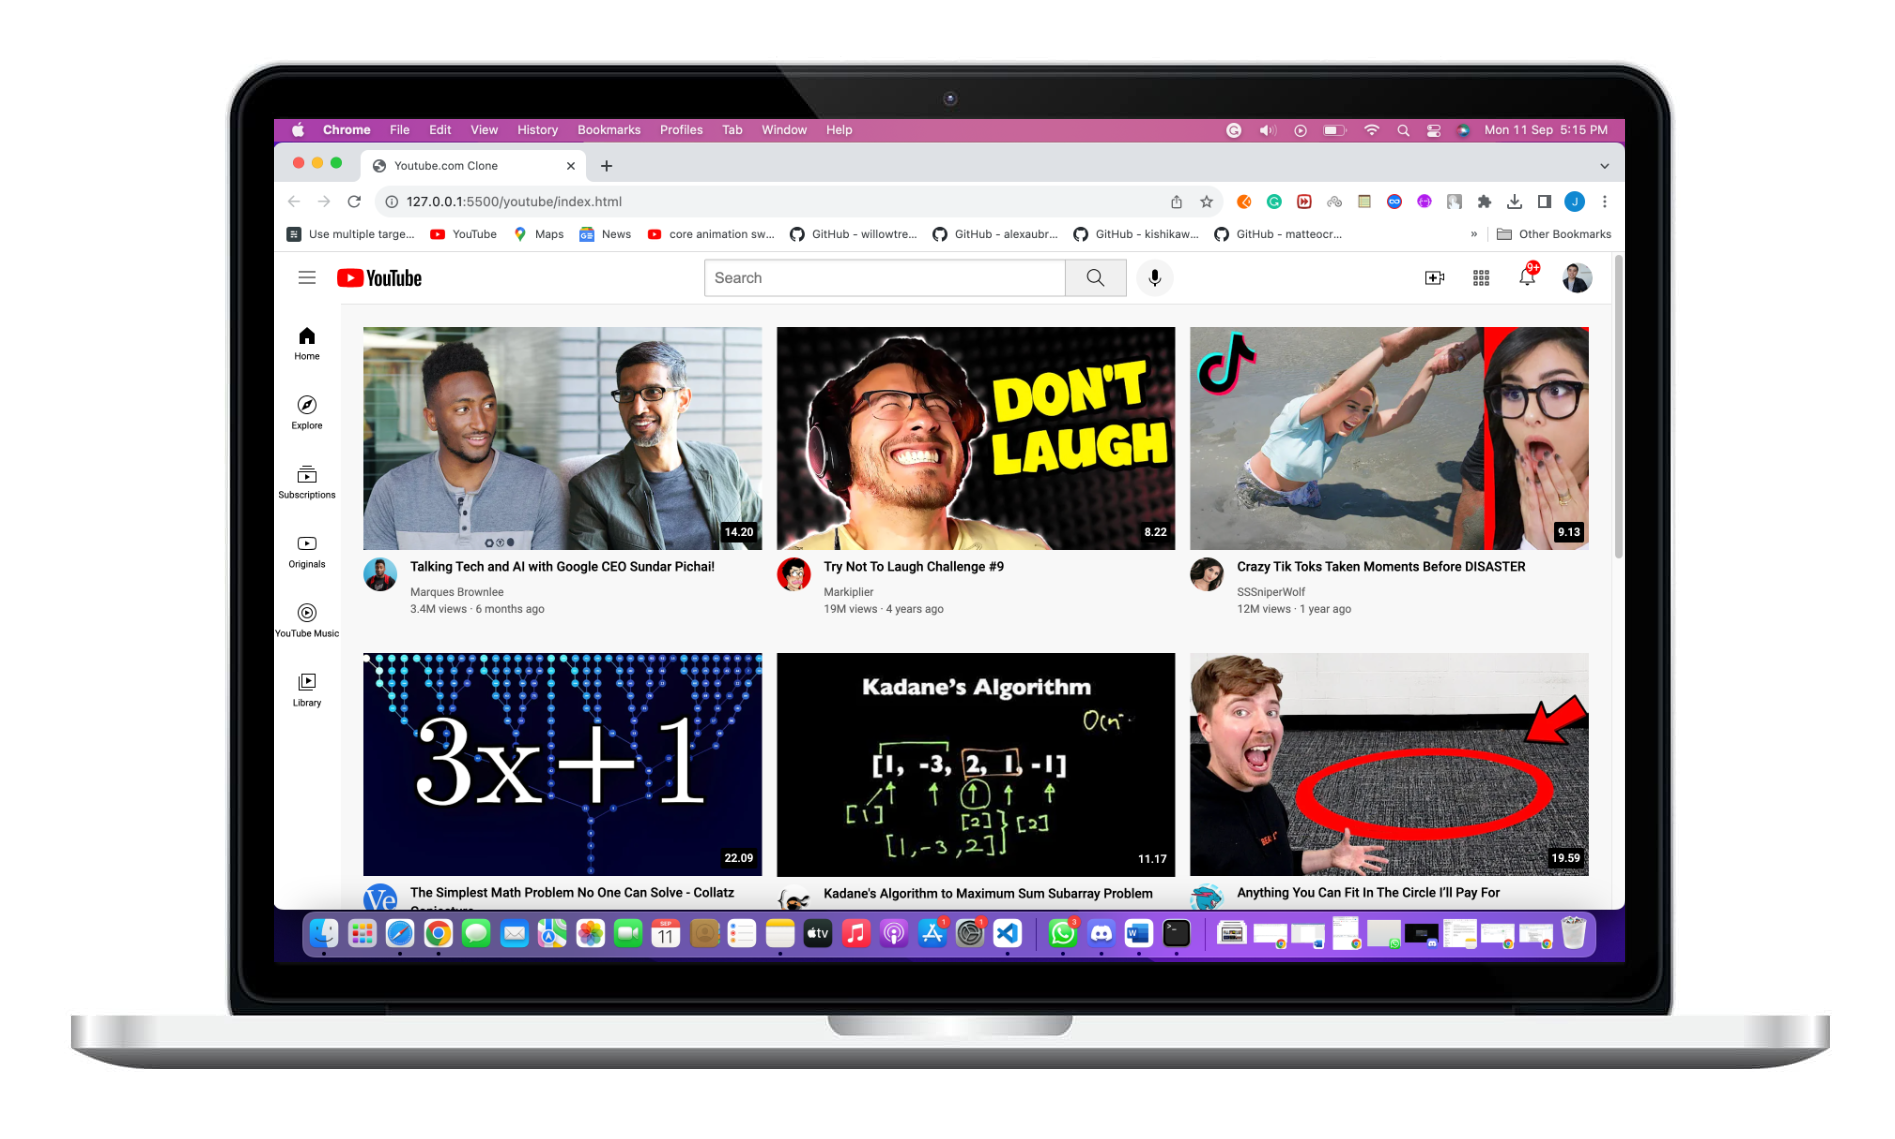 Chrome File Edit View History Bookmarks Profiles Tab Window Help Mon 11 Sep 5:15 PM
Youtube.com Clone
127.0.0.1:5500/youtube/index.html J
Use multiple targe... YouTube Maps News core animation sw... GitHub - willowtre... GitHub - alexaubr... GitHub - kishikaw... GitHub - matteocr... » Other Bookmarks
YouTube Search 9+
Home
Explore
Subscriptions
Originals
YouTube Music
Library
14.20
Talking Tech and AI with Google CEO Sundar Pichai!
Marques Brownlee
3.4M views · 6 months ago
DON'T
LAUGH
8.22
Try Not To Laugh Challenge #9
Markiplier
19M views · 4 years ago
9.13
Crazy Tik Toks Taken Moments Before DISASTER
SSSniperWolf
12M views · 1 year ago
3x+1
22.09
Ve
The Simplest Math Problem No One Can Solve - Collatz
Kadane's Algorithm
[1, -3, 2, 1, -1]
[1] [2] [2]
[1,-3,2]
11.17
Kadane's Algorithm to Maximum Sum Subarray Problem
19.59
Anything You Can Fit In The Circle I'll Pay For
SEP
11
tv
1
1
3
W